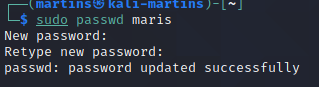 (martins㉿kali-martins)-[~]
$ sudo passwd maris
New password:
Retype new password:
passwd: password updated successfully